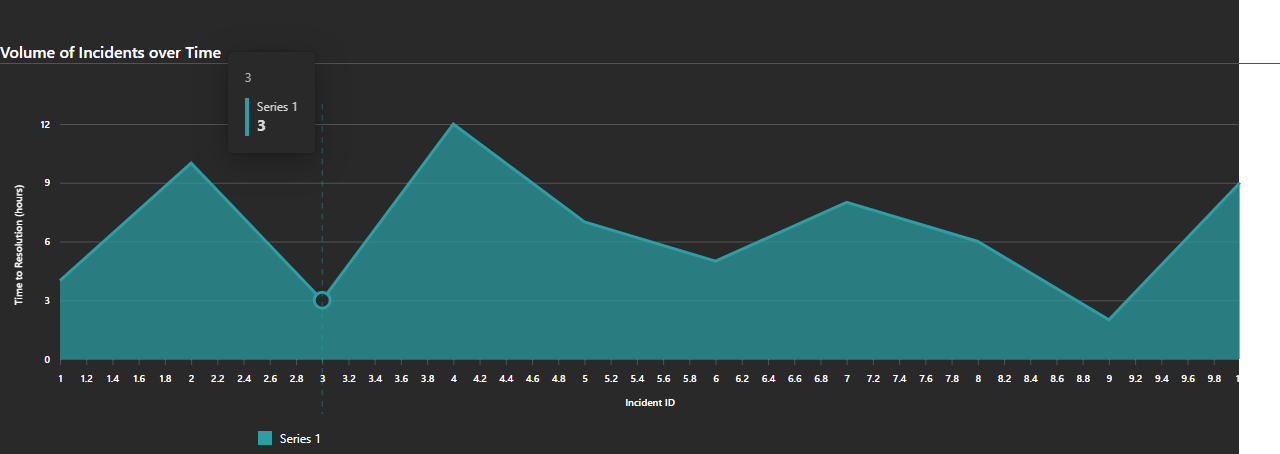 Volume of Incidents over Time
3
Series 1
3
12
9
6
3
0
Time to Resolution (hours)
1 1.2 1.4 1.6 1.8 2 2.2 2.4 2.6 2.8 3 3.2 3.4 3.6 3.8 4 4.2 4.4 4.6 4.8 5 5.2 5.4 5.6 5.8 6 6.2 6.4 6.6 6.8 7 7.2 7.4 7.6 7.8 8 8.2 8.4 8.6 8.8 9 9.2 9.4 9.6 9.8
Incident ID
Series 1